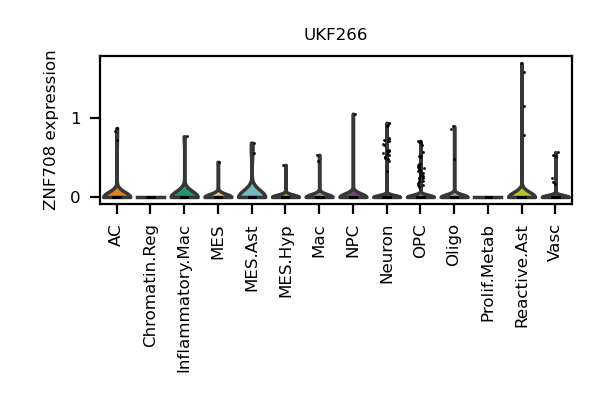 UKF266
ZNF708 expression
1
0
AC
Chromatin.Reg
Inflammatory.Mac
MES
MES.Ast
MES.Hyp
Mac
NPC
Neuron
OPC
Oligo
Prolif.Metab
Reactive.Ast
Vasc